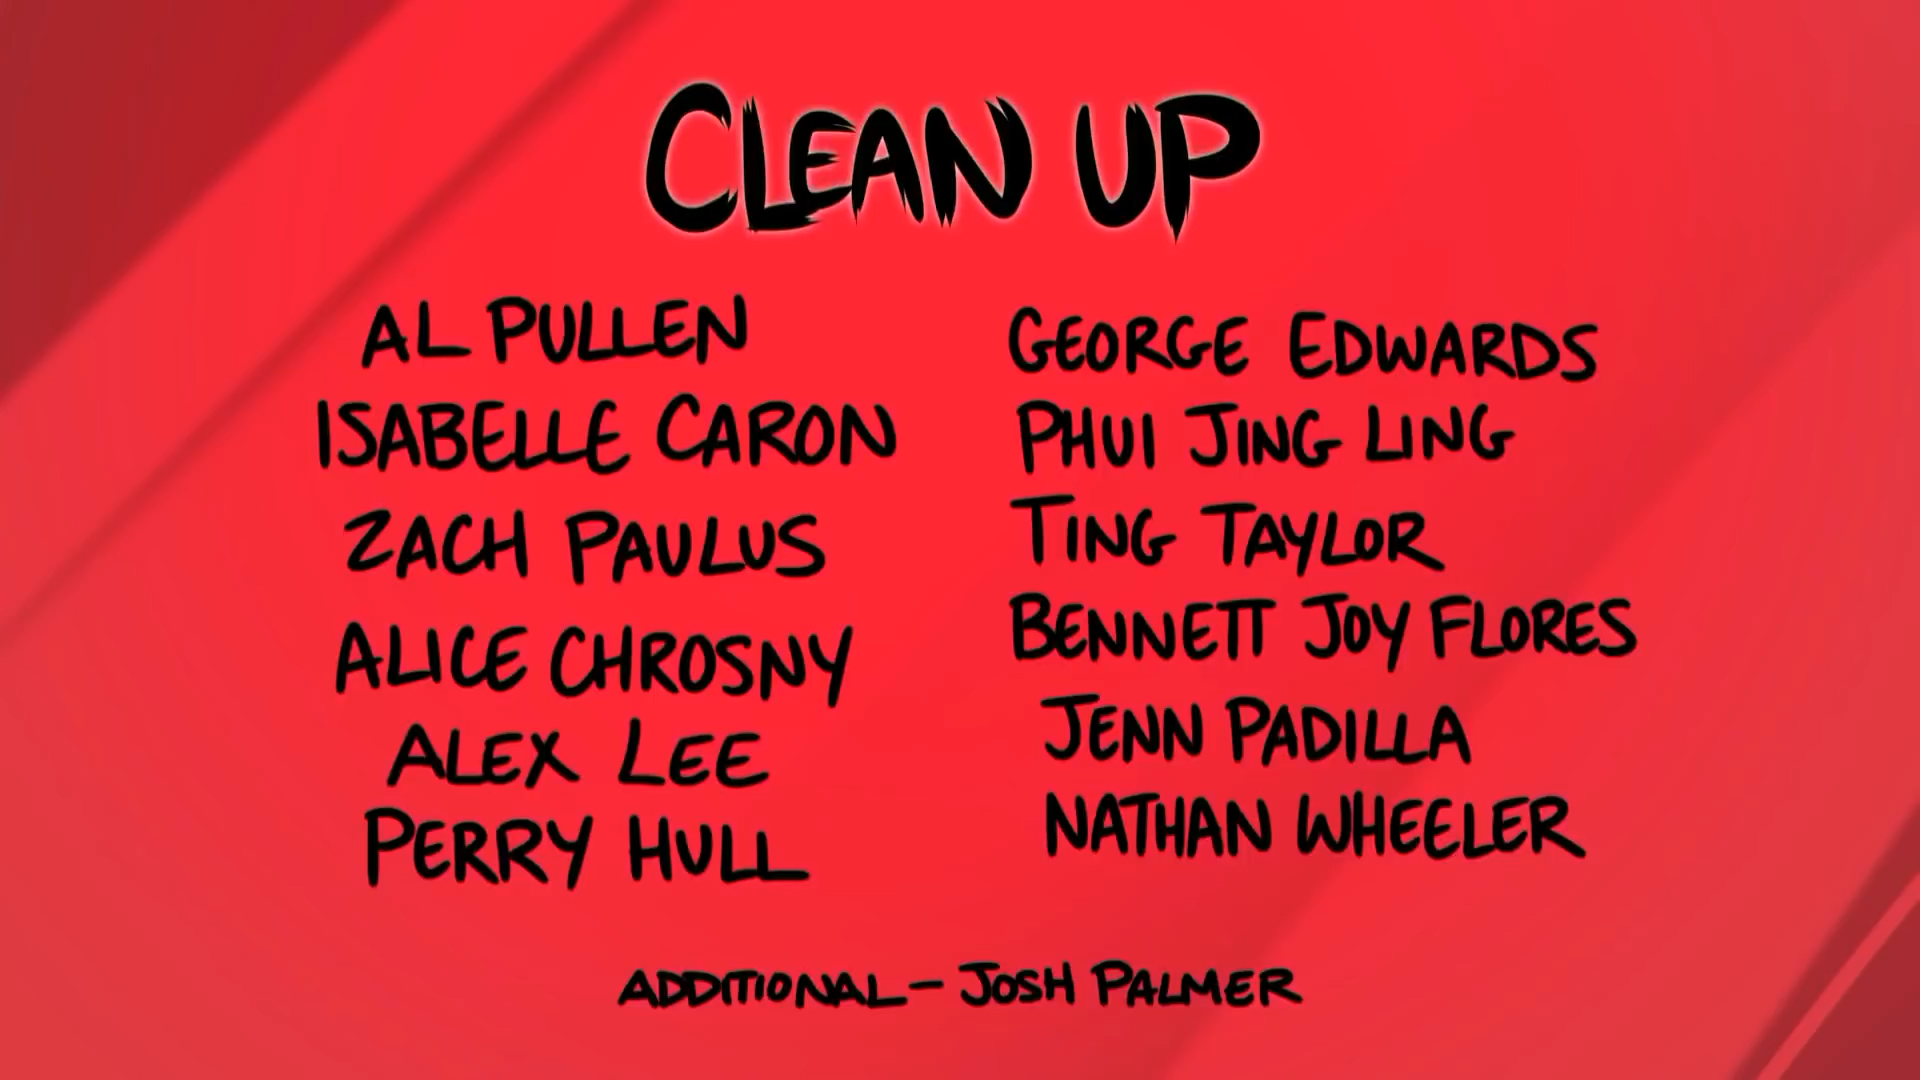 CLEAN UP
AL PULLEN
ISABELLE CARON
ZACH PAULUS
ALICE CHROSNY
ALEX LEE
PERRY HULL
GEORGE EDWARDS
PHUI JING LING
TING TAYLOR
BENNETT JOY FLORES
JENN PADILLA
NATHAN WHEELER
ADDITIONAL - JOSH PALMER